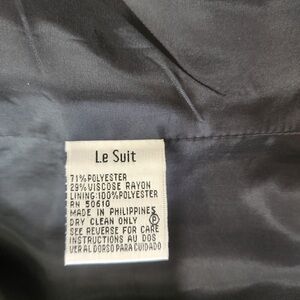 Le Suit
71%POLYESTER
29%VISCOSE RAYON
LINING:100%POLYESTER
RN 50610
MADE IN PHILIPPINES
DRY CLEAN ONLY Ⓟ
SEE REVERSE FOR CARE
INSTRUCTIONS AU DOS
VER AL DORSO PARA CUIDADO